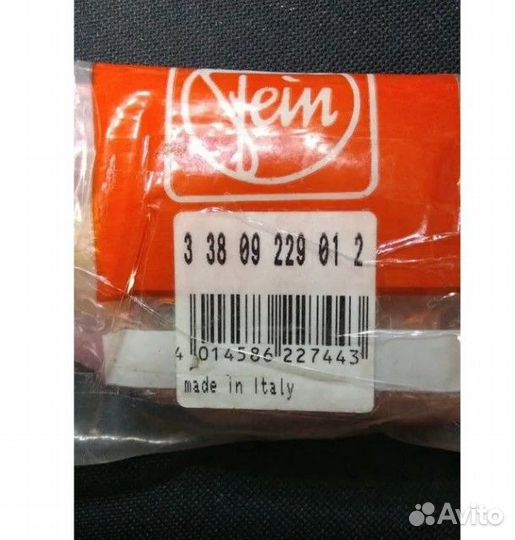 fein
3 38 09 229 01 2
4 014586 227443
made in Italy
Avito